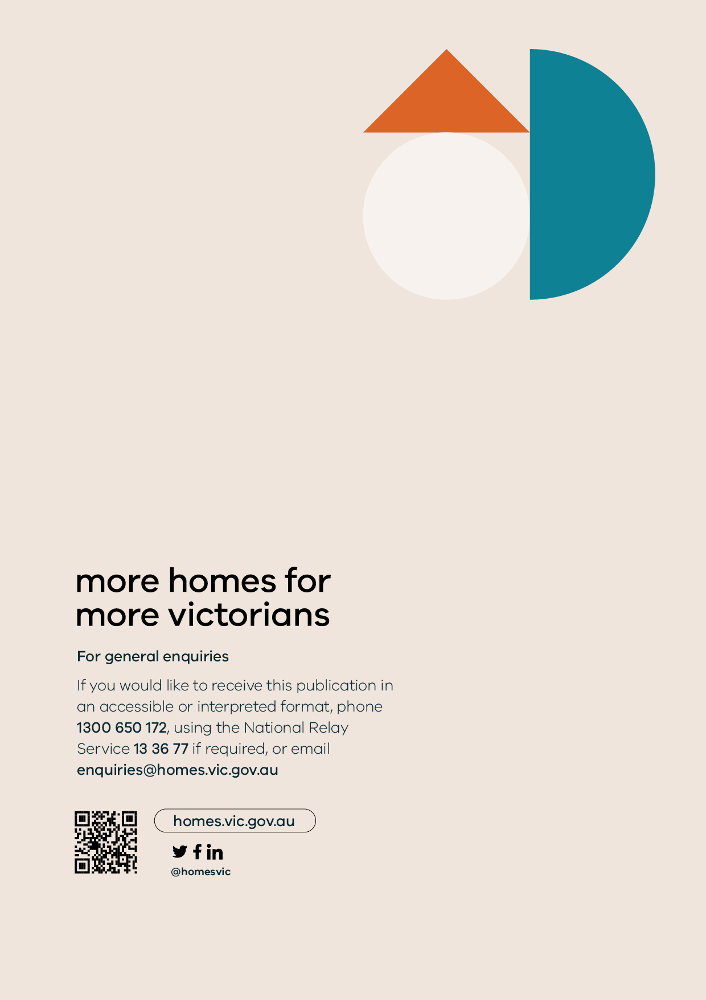 more homes for
more victorians
For general enquiries
If you would like to receive this publication in
an accessible or interpreted format, phone
1300 650 172, using the National Relay
Service 13 36 77 if required, or email
enquiries@homes.vic.gov.au
homes.vic.gov.au
@homesvic